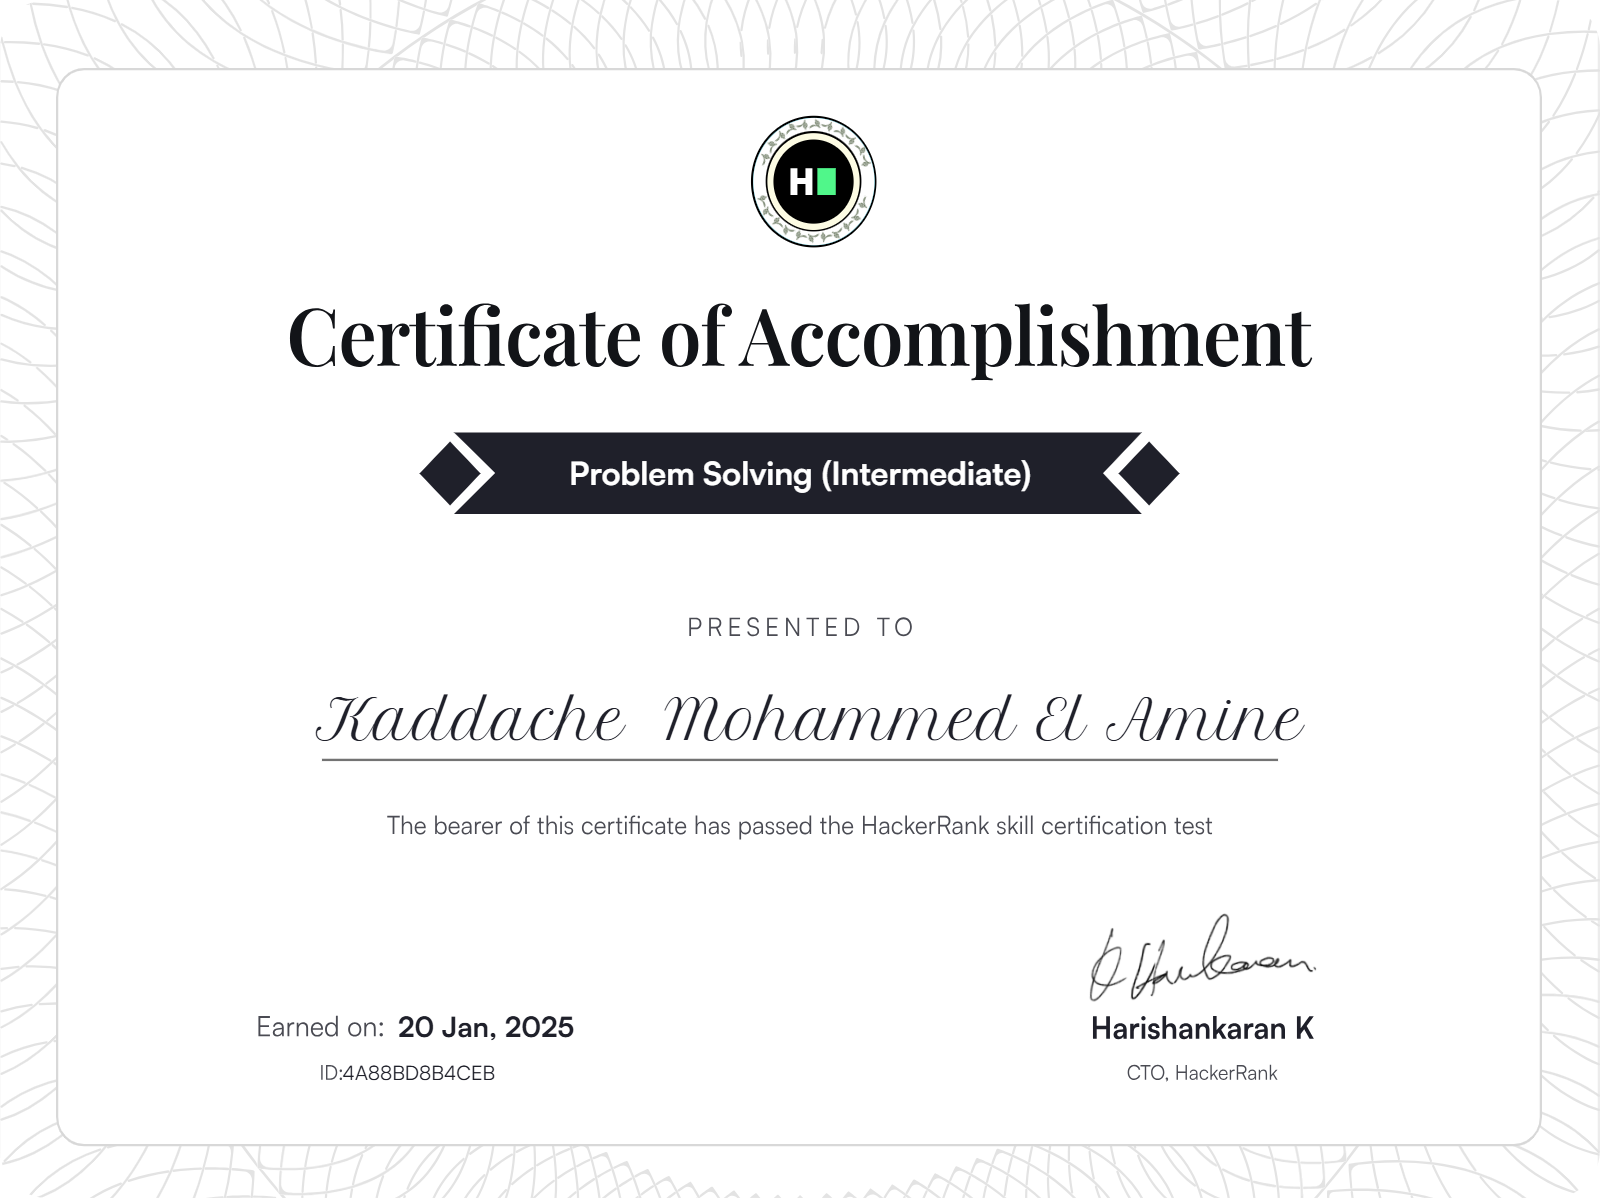 H
Certificate of Accomplishment
Problem Solving (Intermediate)
PRESENTED TO
Kaddache Mohammed El Amine
The bearer of this certificate has passed the HackerRank skill certification test
Earned on: 20 Jan, 2025
ID:4A88BD8B4CEB
Harishankaran K
CTO, HackerRank